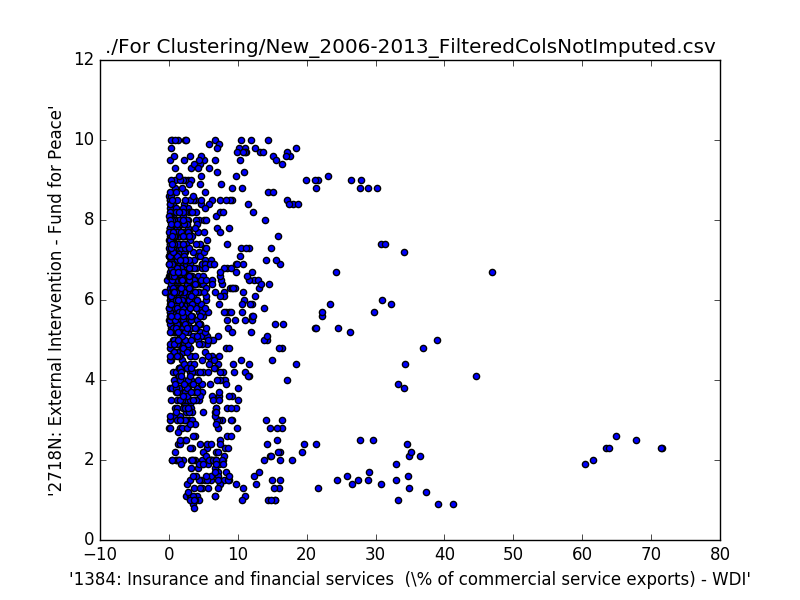 ./For Clustering/New_2006-2013_FilteredColsNotImputed.csv
12
10
8
6
4
2
0
'2718N: External Intervention - Fund for Peace'
−10 0 10 20 30 40 50 60 70 80
'1384: Insurance and financial services (\% of commercial service exports) - WDI'